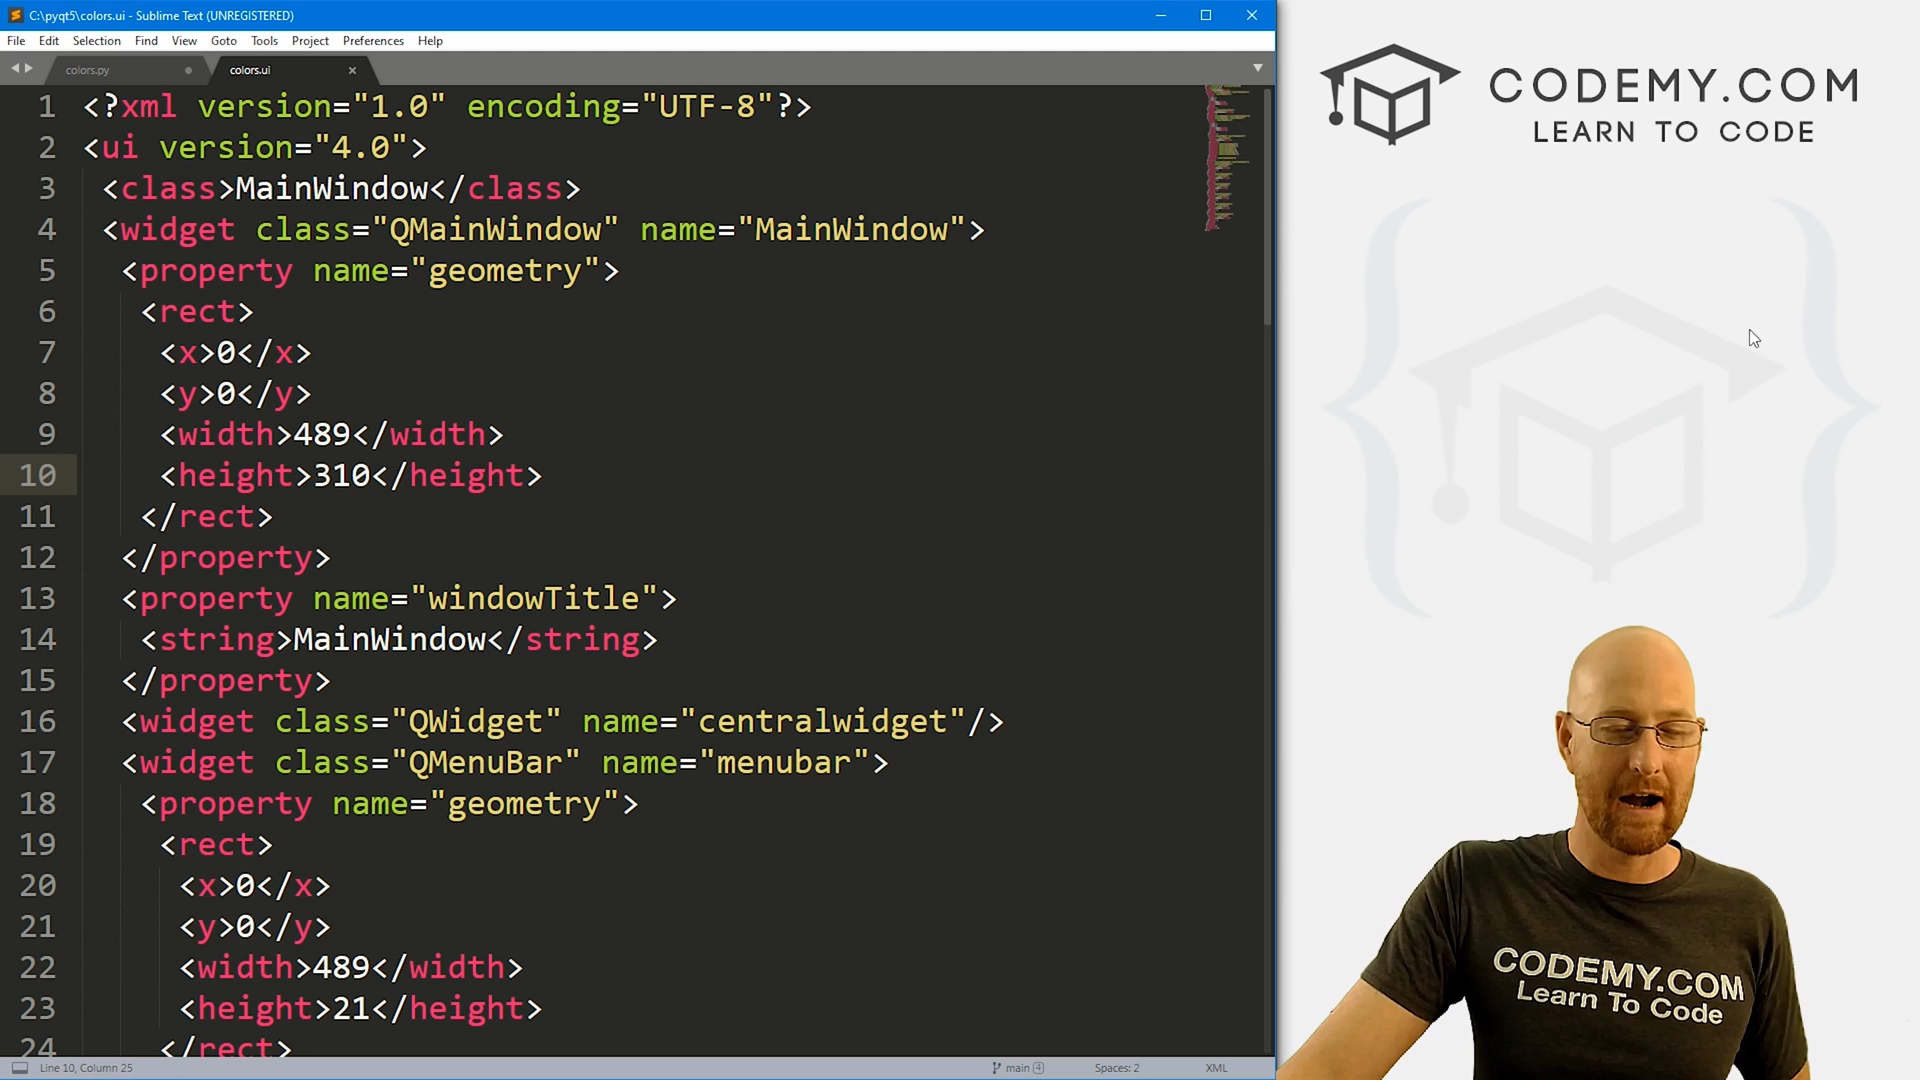 C:\pyqt5\colors.ui - Sublime Text (UNREGISTERED)
File Edit Selection Find View Goto Tools Project Preferences Help
colors.py colors.ui
1 <?xml version="1.0" encoding="UTF-8"?>
2 <ui version="4.0">
3 <class>MainWindow</class>
4 <widget class="QMainWindow" name="MainWindow">
5 <property name="geometry">
6 <rect>
7 <x>0</x>
8 <y>0</y>
9 <width>489</width>
10 <height>310</height>
11 </rect>
12 </property>
13 <property name="windowTitle">
14 <string>MainWindow</string>
15 </property>
16 <widget class="QWidget" name="centralwidget"/>
17 <widget class="QMenuBar" name="menubar">
18 <property name="geometry">
19 <rect>
20 <x>0</x>
21 <y>0</y>
22 <width>489</width>
23 <height>21</height>
24 </rect>
Line 10, Column 25 main 4 Spaces: 2 XML
CODEMY.COM
LEARN TO CODE
CODEMY.COM
Learn To Code